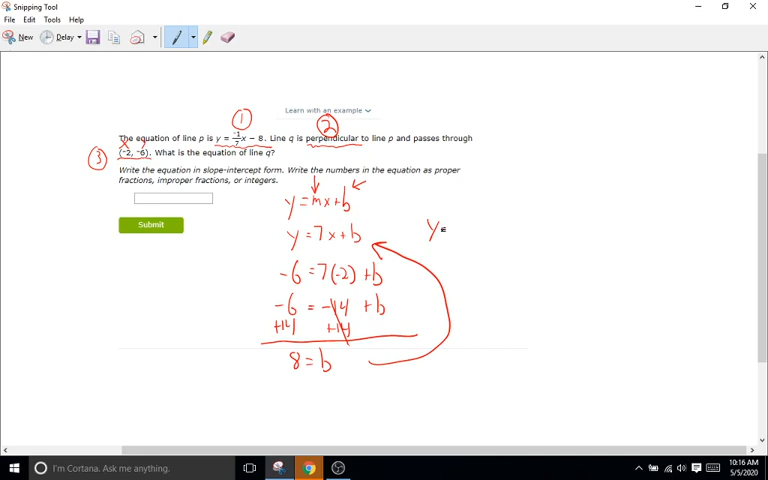 Snipping Tool
File Edit Tools Help
New Delay
Learn with an example
1
2
The equation of line p is y = -1/7 x − 8. Line q is perpendicular to line p and passes through
x y
3
(-2, -6). What is the equation of line q?
Write the equation in slope-intercept form. Write the numbers in the equation as proper
fractions, improper fractions, or integers.
y = mx+b
Submit
y = 7x+b
y =
-6 = 7(-2) +b
-6 = -14 +b
+14 +14
8 = b
I'm Cortana. Ask me anything.
10:16 AM
5/5/2020